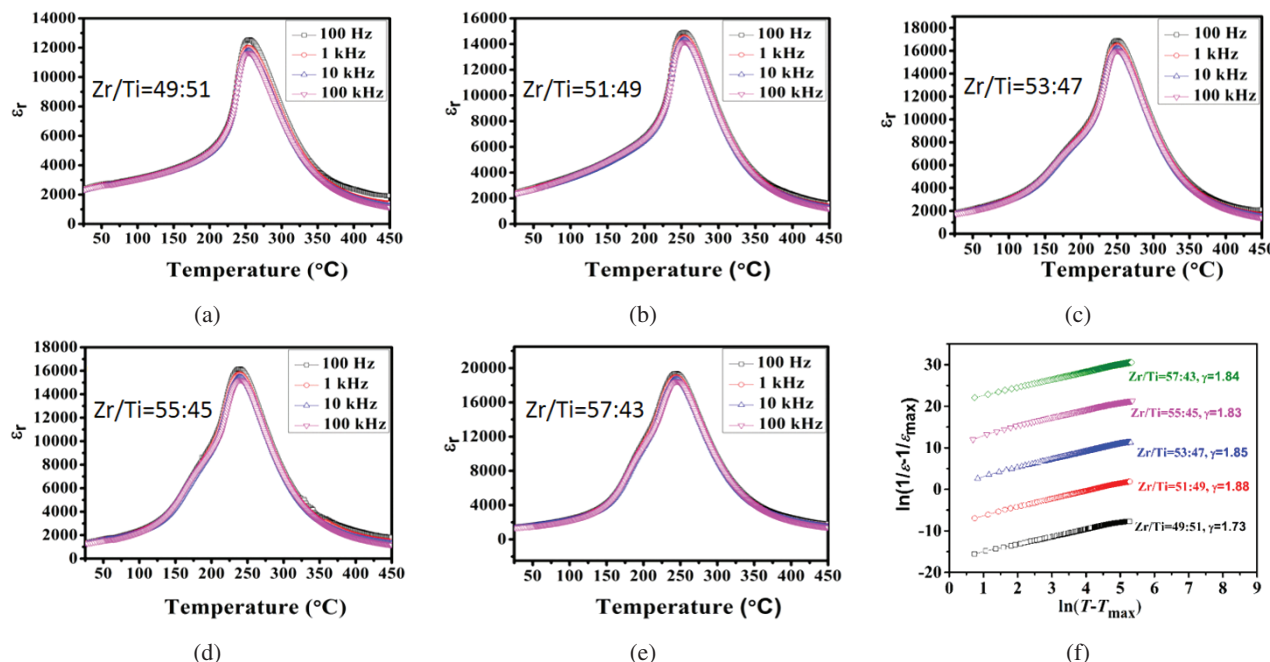 14000
12000
10000
8000
6000
4000
2000
0
εr
Zr/Ti=49:51
100 Hz
1 kHz
10 kHz
100 kHz
50 100 150 200 250 300 350 400 450
Temperature (°C)
(a)
16000
14000
12000
10000
8000
6000
4000
2000
0
εr
Zr/Ti=51:49
100 Hz
1 kHz
10 kHz
100 kHz
50 100 150 200 250 300 350 400 450
Temperature (°C)
(b)
18000
16000
14000
12000
10000
8000
6000
4000
2000
0
εr
Zr/Ti=53:47
100 Hz
1 kHz
10 kHz
100 kHz
50 100 150 200 250 300 350 400 450
Temperature (°C)
(c)
18000
16000
14000
12000
10000
8000
6000
4000
2000
0
εr
Zr/Ti=55:45
100 Hz
1 kHz
10 kHz
100 kHz
50 100 150 200 250 300 350 400 450
Temperature (°C)
(d)
20000
16000
12000
8000
4000
0
εr
Zr/Ti=57:43
100 Hz
1 kHz
10 kHz
100 kHz
50 100 150 200 250 300 350 400 450
Temperature (°C)
(e)
30
20
10
0
-10
-20
ln(1/ε-1/εmax)
Zr/Ti=57:43, γ=1.84
Zr/Ti=55:45, γ=1.83
Zr/Ti=53:47, γ=1.85
Zr/Ti=51:49, γ=1.88
Zr/Ti=49:51, γ=1.73
0 1 2 3 4 5 6 7 8 9
ln(T-Tmax)
(f)